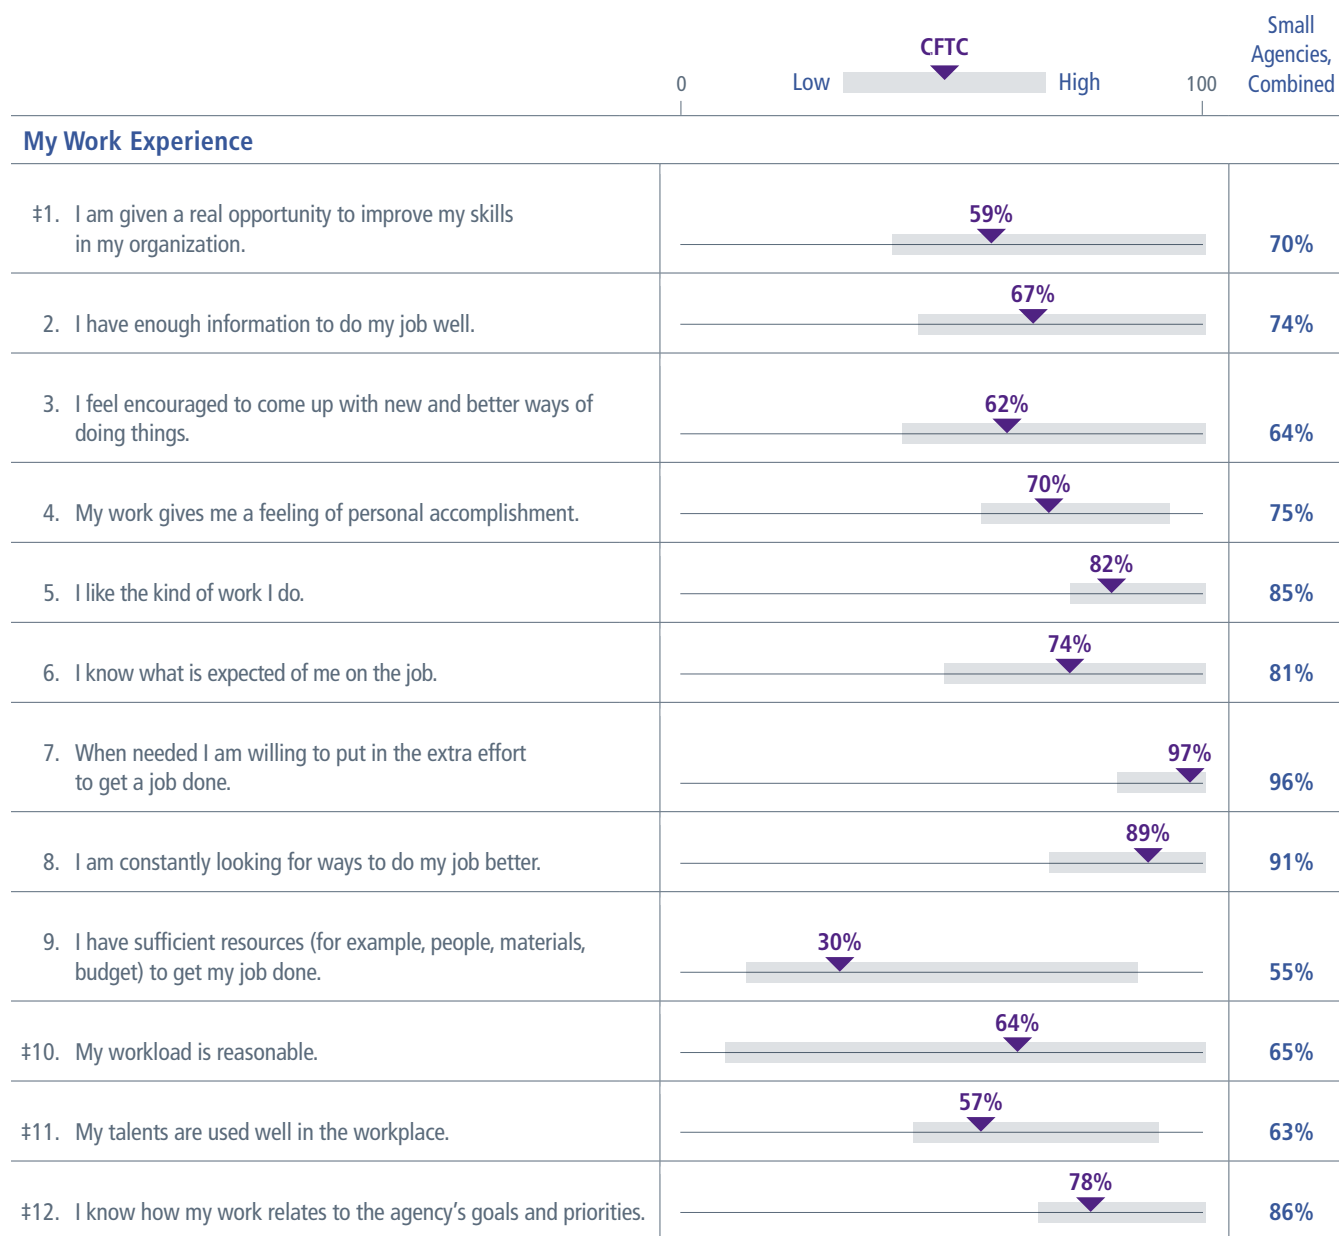 Small
Agencies,
Combined
CFTC
0 Low High 100
My Work Experience
‡1. I am given a real opportunity to improve my skills
in my organization.
59%
70%
2. I have enough information to do my job well.
67%
74%
3. I feel encouraged to come up with new and better ways of
doing things.
62%
64%
4. My work gives me a feeling of personal accomplishment.
70%
75%
5. I like the kind of work I do.
82%
85%
6. I know what is expected of me on the job.
74%
81%
7. When needed I am willing to put in the extra effort
to get a job done.
97%
96%
8. I am constantly looking for ways to do my job better.
89%
91%
9. I have sufficient resources (for example, people, materials,
budget) to get my job done.
30%
55%
‡10. My workload is reasonable.
64%
65%
‡11. My talents are used well in the workplace.
57%
63%
‡12. I know how my work relates to the agency's goals and priorities.
78%
86%